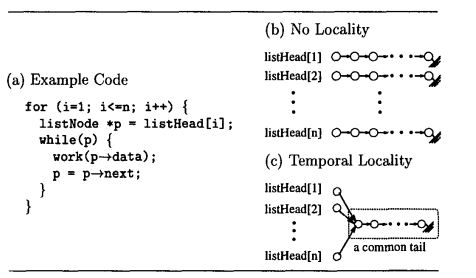 (a) Example Code
for (i=1; i<=n; i++) {
listNode *p = listHead[i];
while(p) {
work(p→data);
p = p→next;
}
}
(b) No Locality
listHead[1]
listHead[2]
listHead[n]
(c) Temporal Locality
listHead[1]
listHead[2]
listHead[n]
a common tail